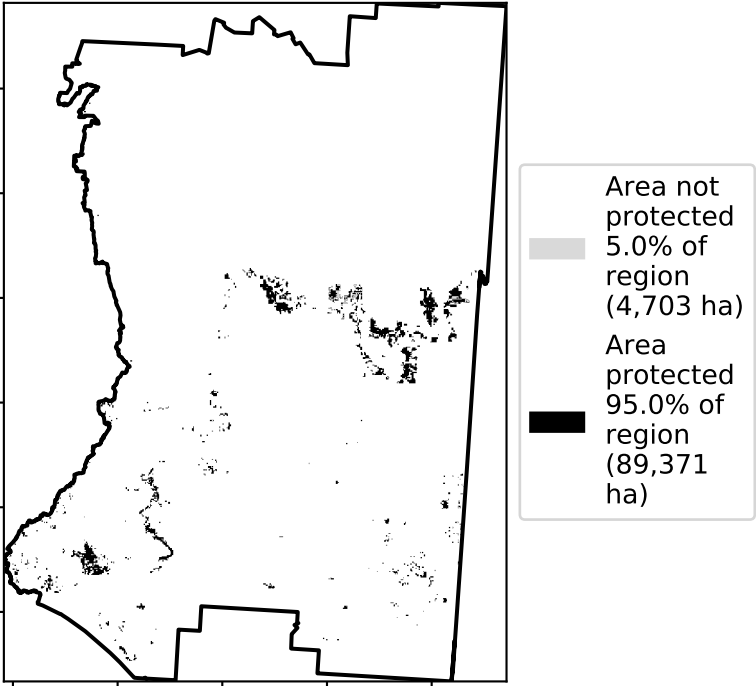 Area not
protected
5.0% of
region
(4,703 ha)
Area
protected
95.0% of
region
(89,371
ha)